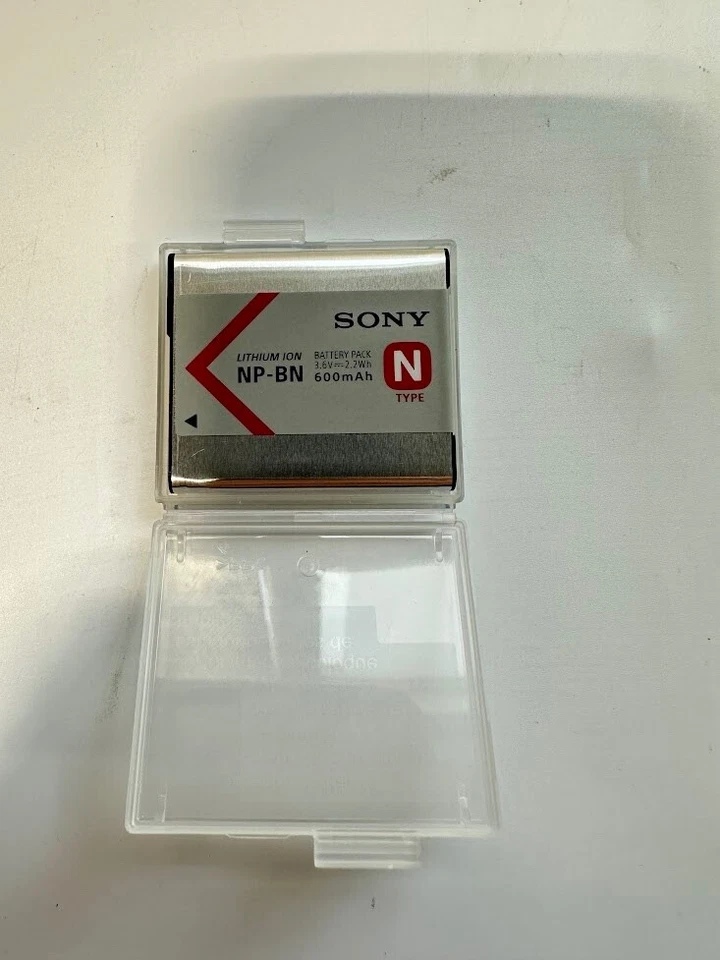 SONY
LITHIUM ION
NP-BN
BATTERY PACK
3.6V⎓2.2Wh
600mAh
N
TYPE